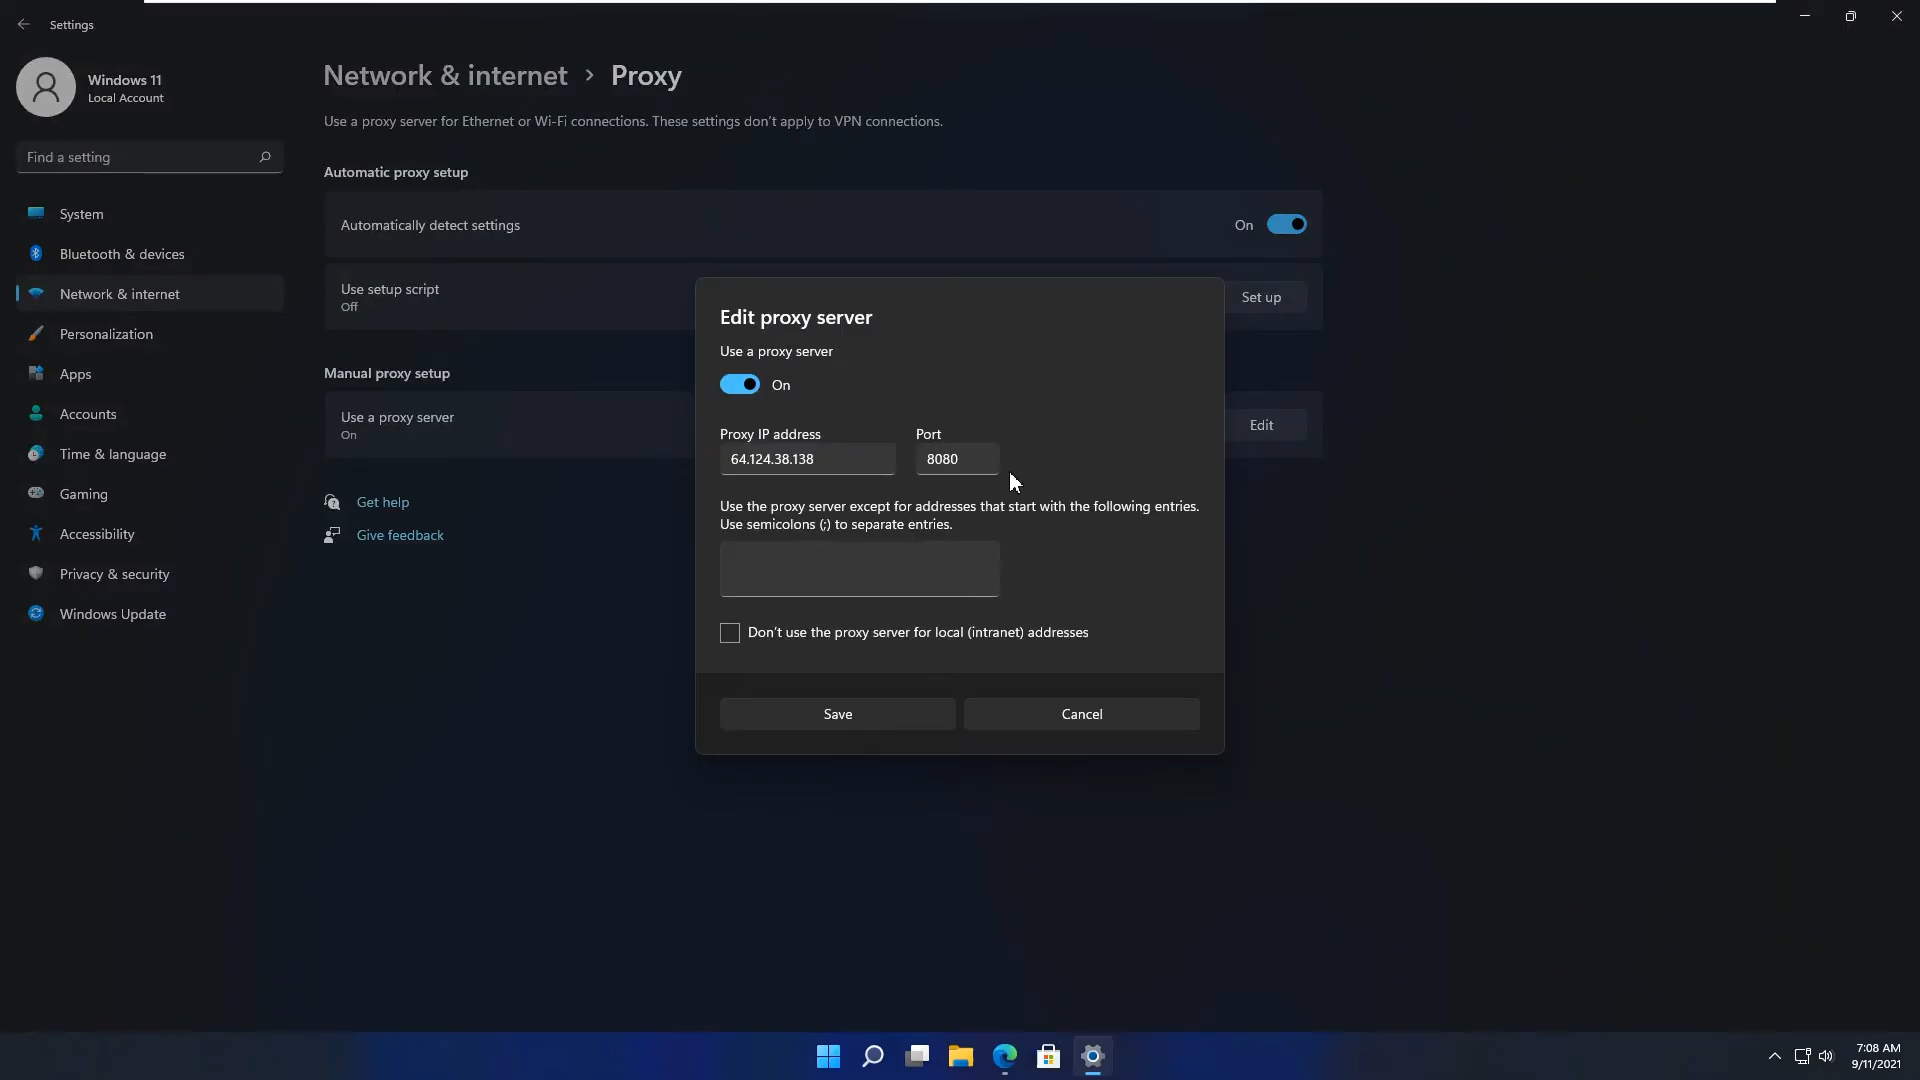 Settings
Windows 11
Local Account
Find a setting
System
Bluetooth & devices
Network & internet
Personalization
Apps
Accounts
Time & language
Gaming
Accessibility
Privacy & security
Windows Update
Network & internet › Proxy
Use a proxy server for Ethernet or Wi-Fi connections. These settings don't apply to VPN connections.
Automatic proxy setup
Automatically detect settings
On
Use setup script
Off
Set up
Manual proxy setup
Use a proxy server
On
Edit
Get help
Give feedback
Edit proxy server
Use a proxy server
On
Proxy IP address
Port
64.124.38.138
8080
Use the proxy server except for addresses that start with the following entries.
Use semicolons (;) to separate entries.
Don't use the proxy server for local (intranet) addresses
Save
Cancel
7:08 AM
9/11/2021